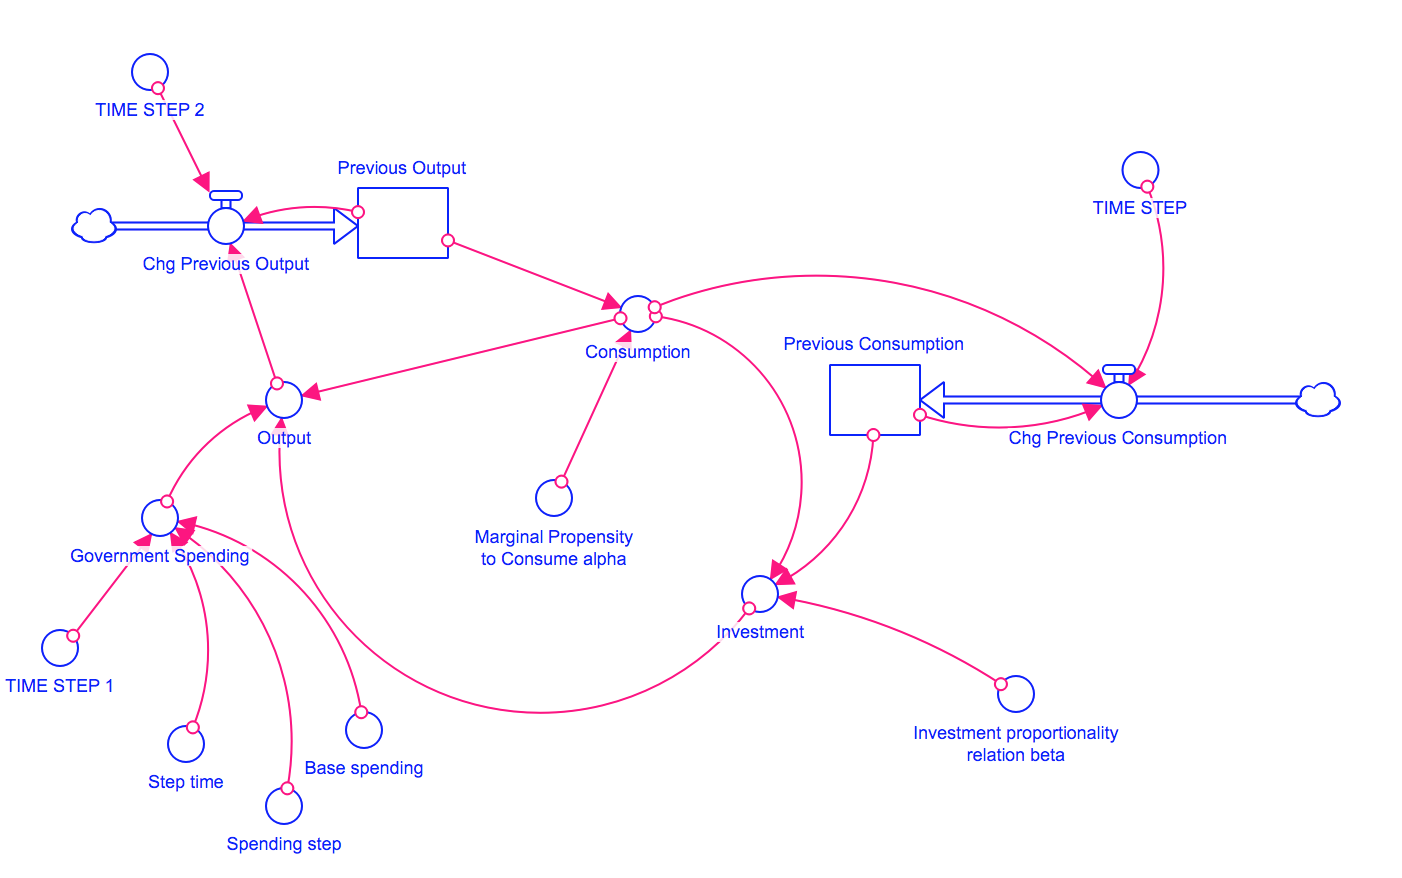 TIME STEP 2
Previous Output
TIME STEP
Chg Previous Output
Consumption
Previous Consumption
Output
Chg Previous Consumption
Marginal Propensity
to Consume alpha
Government Spending
Investment
TIME STEP 1
Investment proportionality
relation beta
Step time
Base spending
Spending step